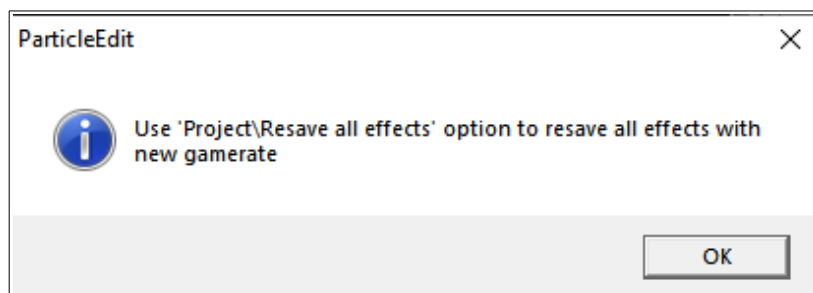 ParticleEdit
Use 'Project\Resave all effects' option to resave all effects with
new gamerate
OK